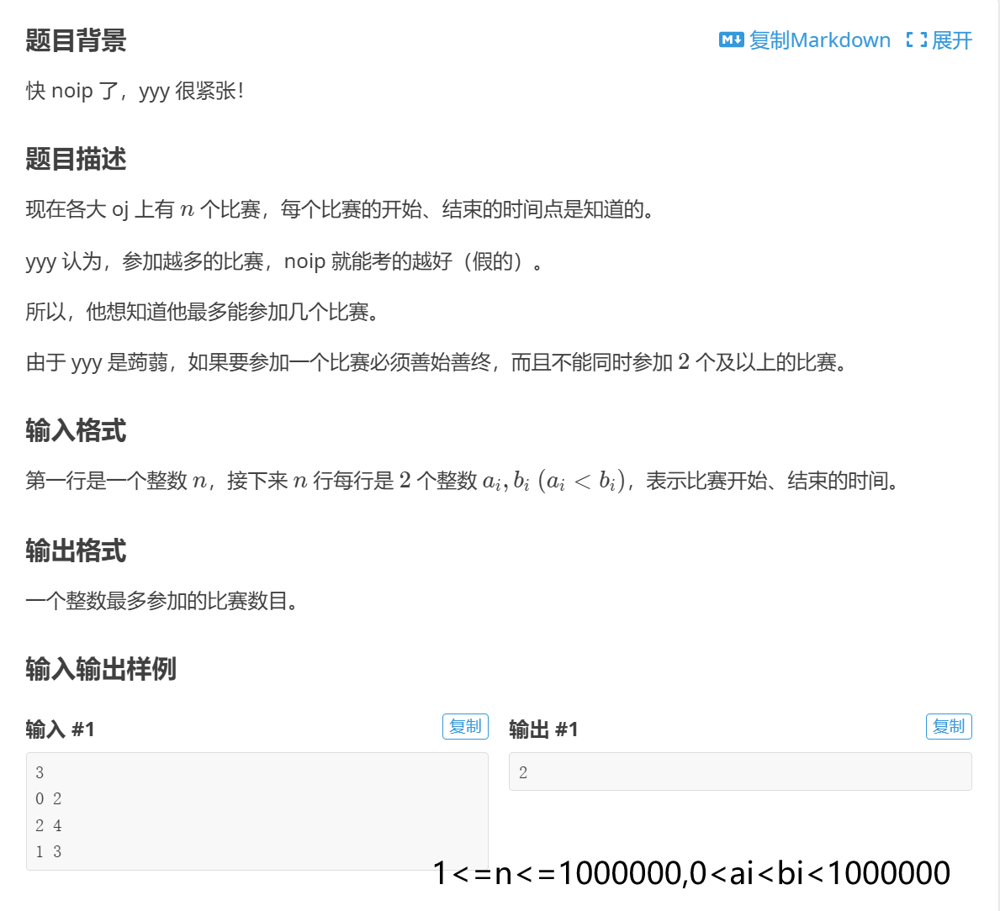 题目背景
复制Markdown 展开
快 noip 了，yyy 很紧张！
题目描述
现在各大 oj 上有 n 个比赛，每个比赛的开始、结束的时间点是知道的。
yyy 认为，参加越多的比赛，noip 就能考的越好（假的）。
所以，他想知道他最多能参加几个比赛。
由于 yyy 是蒟蒻，如果要参加一个比赛必须善始善终，而且不能同时参加 2 个及以上的比赛。
输入格式
第一行是一个整数 n，接下来 n 行每行是 2 个整数 a_i, b_i (a_i < b_i)，表示比赛开始、结束的时间。
输出格式
一个整数最多参加的比赛数目。
输入输出样例
输入 #1 复制
3
0 2
2 4
1 3
输出 #1 复制
2
1<=n<=1000000,0<ai<bi<1000000